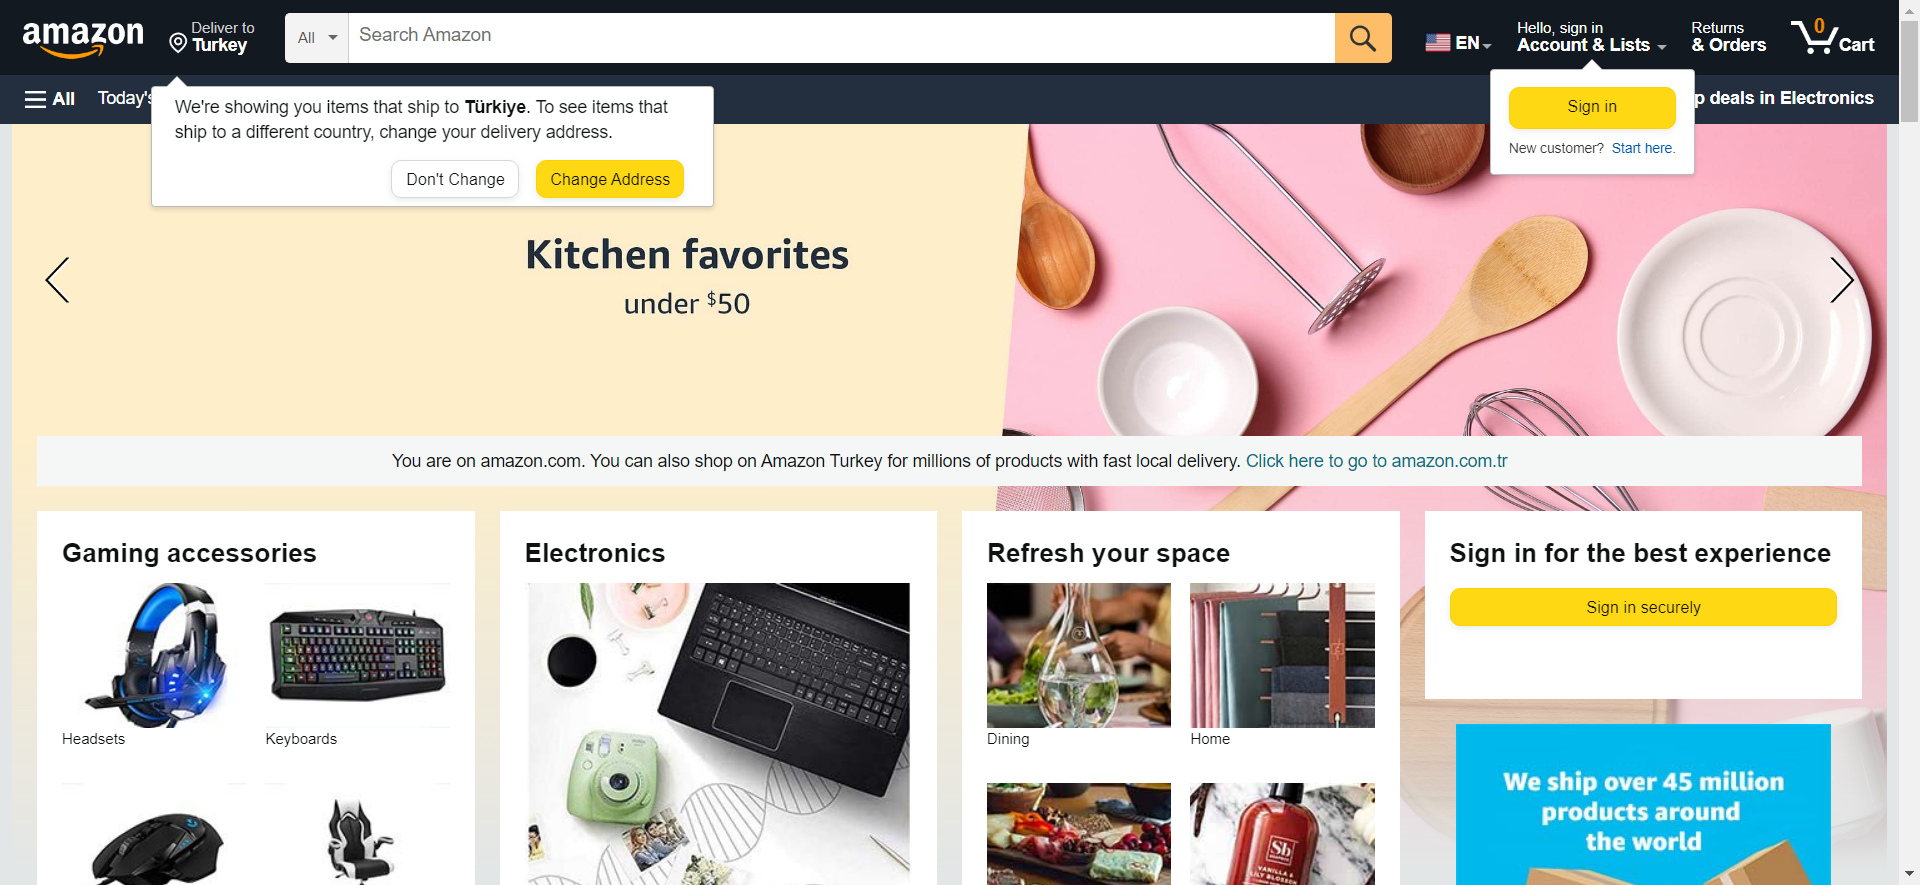 amazon
Deliver to
Turkey
All
Search Amazon
EN
Hello, sign in
Account & Lists
Returns
& Orders
0
Cart
All
Today's
p deals in Electronics
We're showing you items that ship to Türkiye. To see items that
ship to a different country, change your delivery address.
Don't Change
Change Address
Sign in
New customer? Start here.
Kitchen favorites
under $50
You are on amazon.com. You can also shop on Amazon Turkey for millions of products with fast local delivery. Click here to go to amazon.com.tr
Gaming accessories
Headsets
Keyboards
Electronics
Refresh your space
Dining
Home
Sb
VANILLA &
LILY BLOSSOM
Sign in for the best experience
Sign in securely
We ship over 45 million
products around
the world